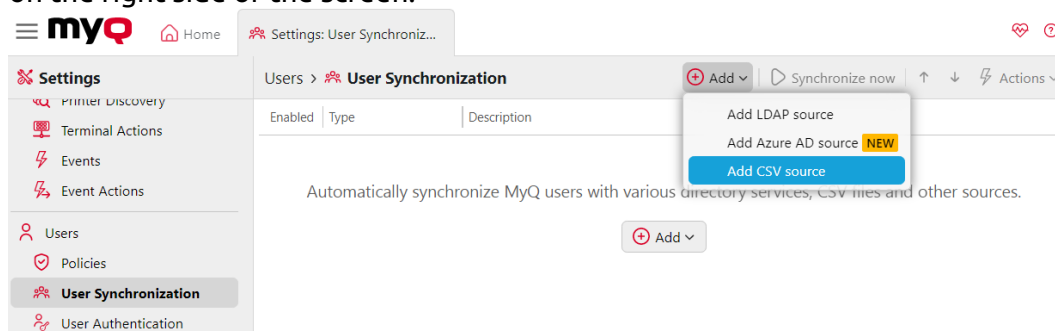 on the right side of the screen.
myQ Home Settings: User Synchroniz...
Settings Users > User Synchronization Add Synchronize now Actions
Printer Discovery
Enabled Type Description Add LDAP source
Terminal Actions
Add Azure AD source NEW
Events
Add CSV source
Event Actions
Automatically synchronize MyQ users with various directory services, CSV files and other sources.
Users
Add
Policies
User Synchronization
User Authentication